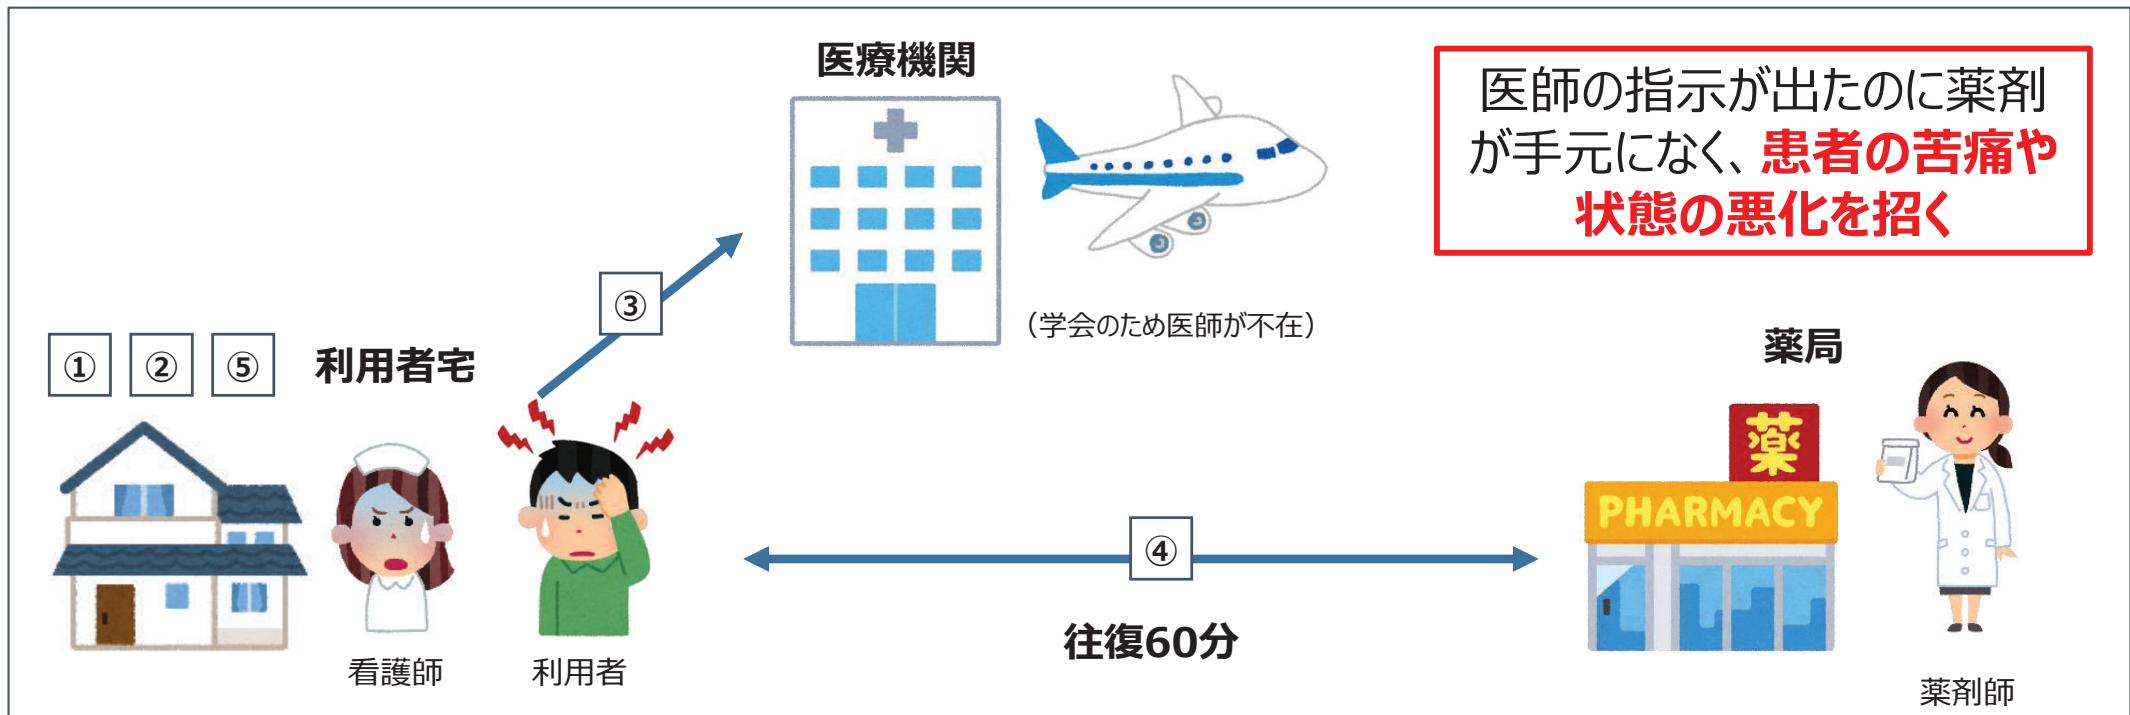 医療機関
医師の指示が出たのに薬剤
が手元になく、患者の苦痛や
状態の悪化を招く
③
（学会のため医師が不在）
① ② ⑤ 利用者宅
薬局
薬
PHARMACY
④
往復60分
看護師 利用者
薬剤師